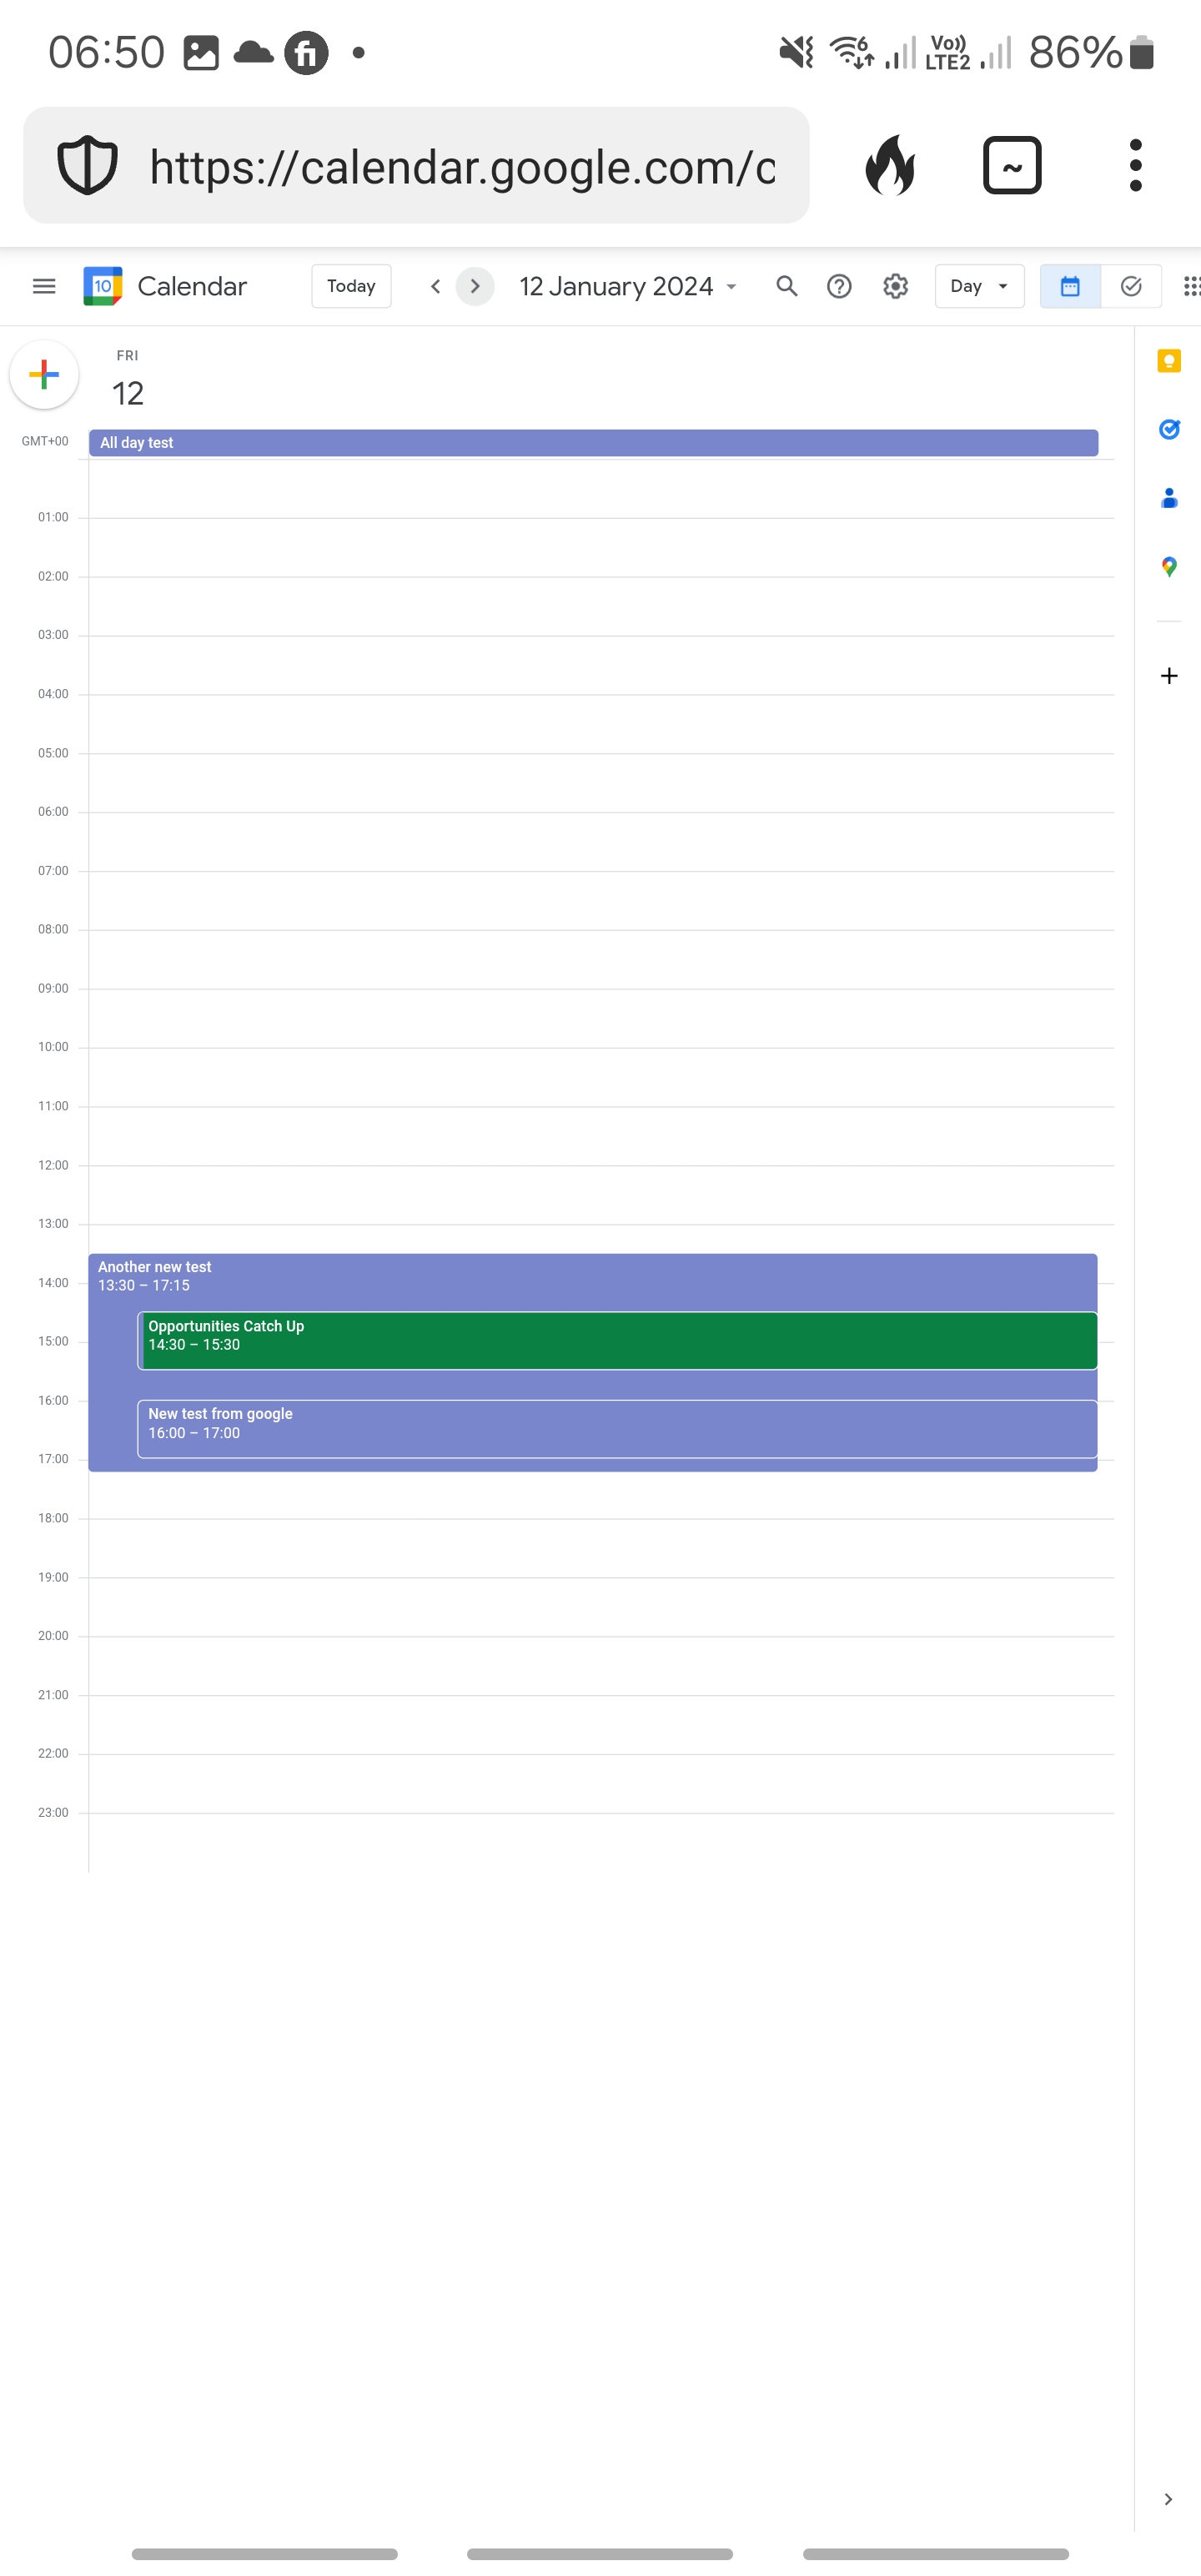 06:50 fi Vo)) LTE2 6 86%
https://calendar.google.com/c ~
10 Calendar Today 12 January 2024 Day
FRI
12
GMT+00 All day test
01:00
02:00
03:00
04:00
05:00
06:00
07:00
08:00
09:00
10:00
11:00
12:00
13:00
Another new test
14:00 13:30 – 17:15
Opportunities Catch Up
15:00 14:30 – 15:30
16:00 New test from google
16:00 – 17:00
17:00
18:00
19:00
20:00
21:00
22:00
23:00